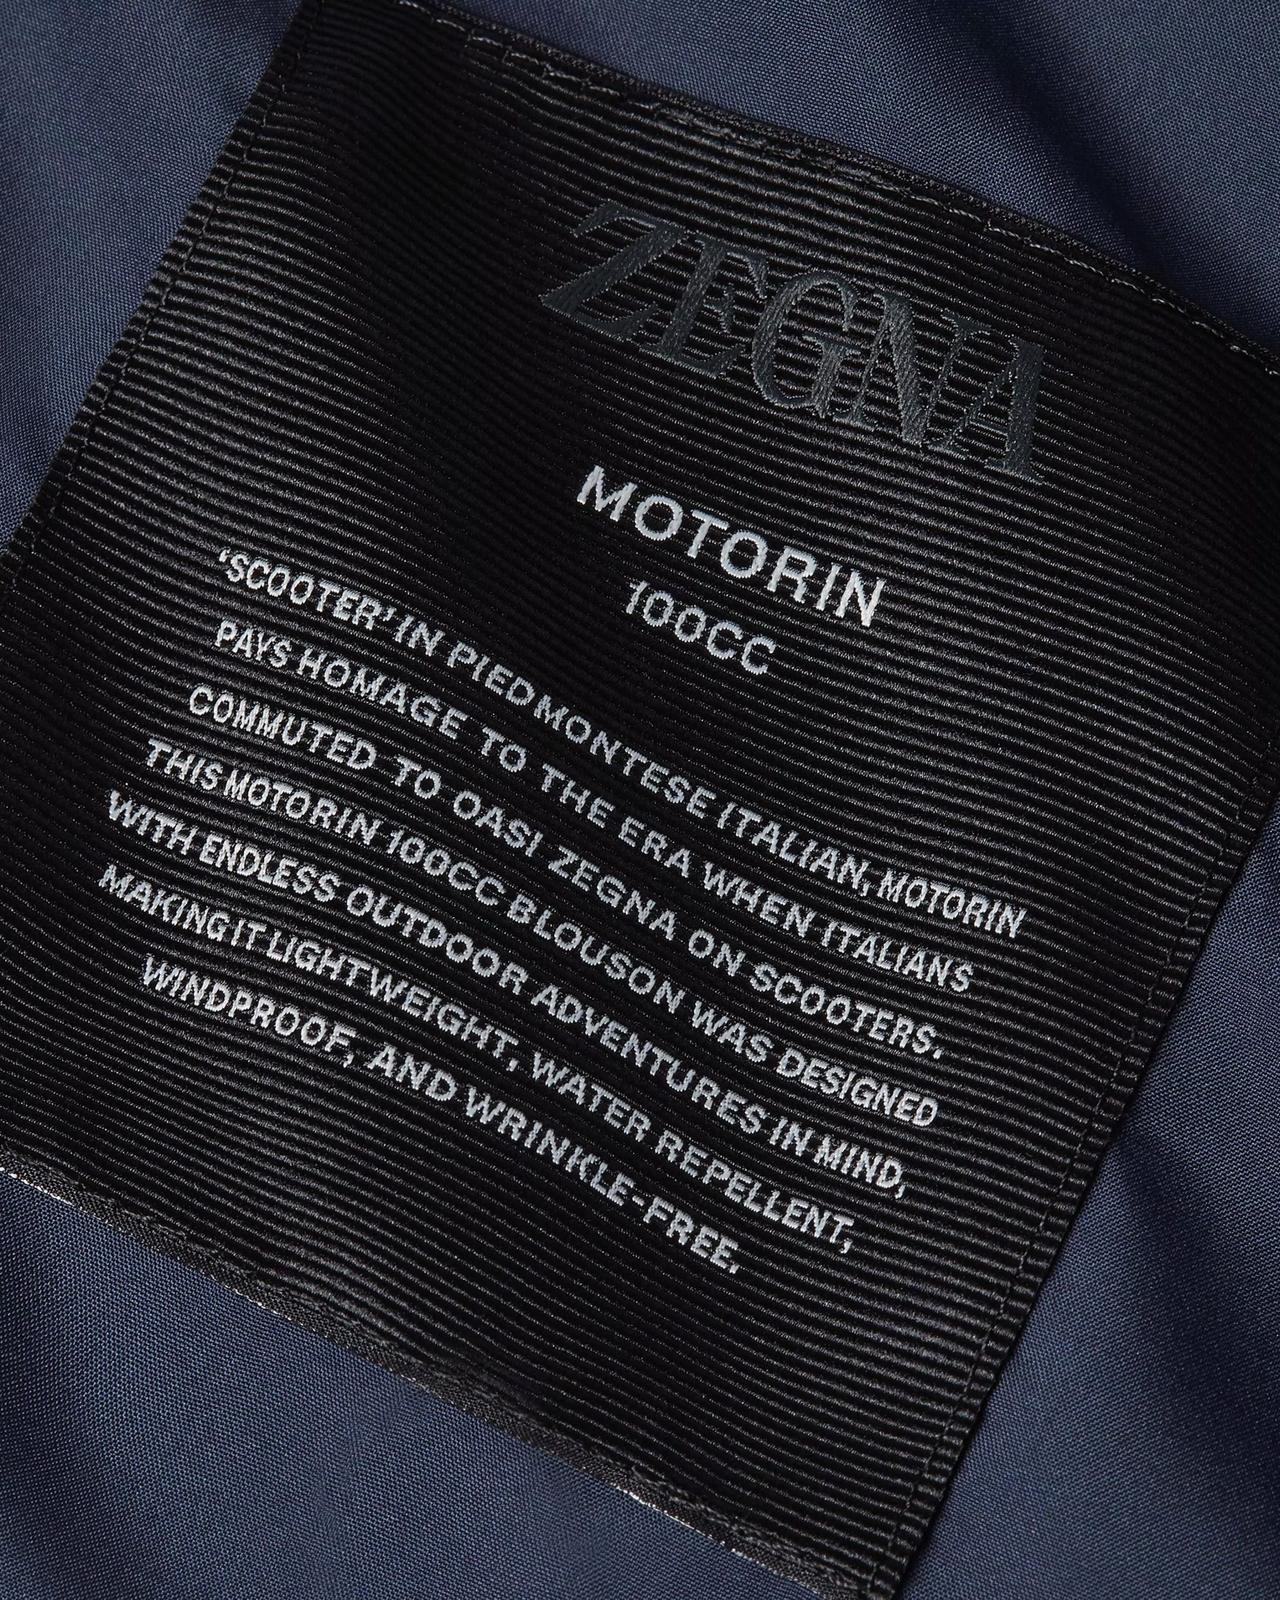 ZEGNA
MOTORIN
100CC
‘SCOOTER’ IN PIEDMONTESE ITALIAN, MOTORIN
PAYS HOMAGE TO THE ERA WHEN ITALIANS
COMMUTED TO OASI ZEGNA ON SCOOTERS.
THIS MOTORIN 100CC BLOUSON WAS DESIGNED
WITH ENDLESS OUTDOOR ADVENTURES IN MIND,
MAKING IT LIGHTWEIGHT, WATER REPELLENT,
WINDPROOF, AND WRINKLE-FREE.